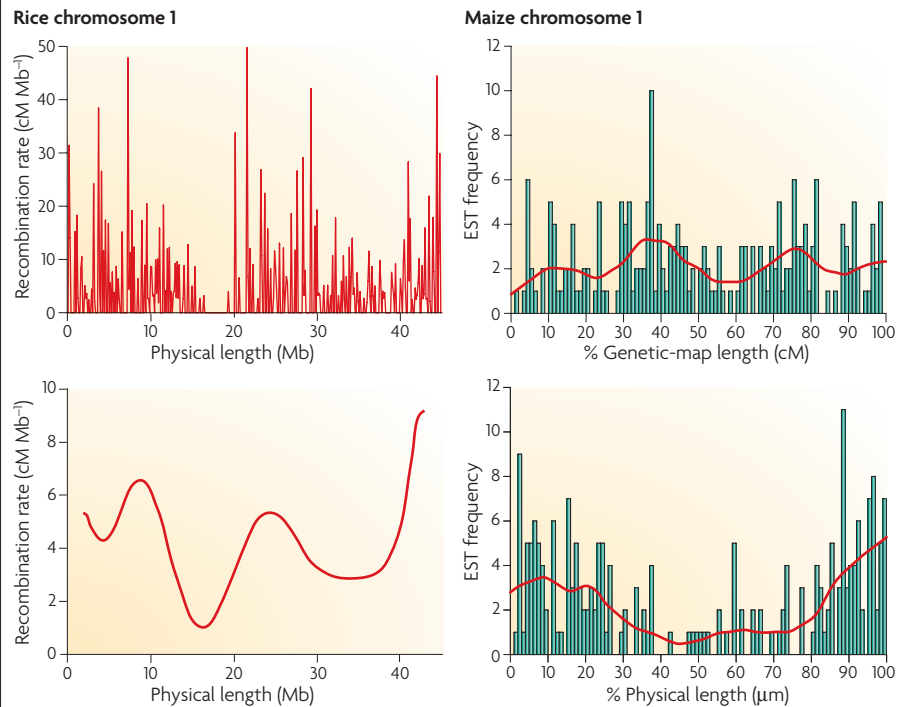 Rice chromosome 1
Recombination rate (cM Mb⁻¹)
50
40
30
20
10
0
0 10 20 30 40
Physical length (Mb)
Maize chromosome 1
EST frequency
12
10
8
6
4
2
0
0 10 20 30 40 50 60 70 80 90 100
% Genetic-map length (cM)
Recombination rate (cM Mb⁻¹)
10
8
6
4
2
0
0 10 20 30 40
Physical length (Mb)
EST frequency
12
10
8
6
4
2
0
0 10 20 30 40 50 60 70 80 90 100
% Physical length (μm)